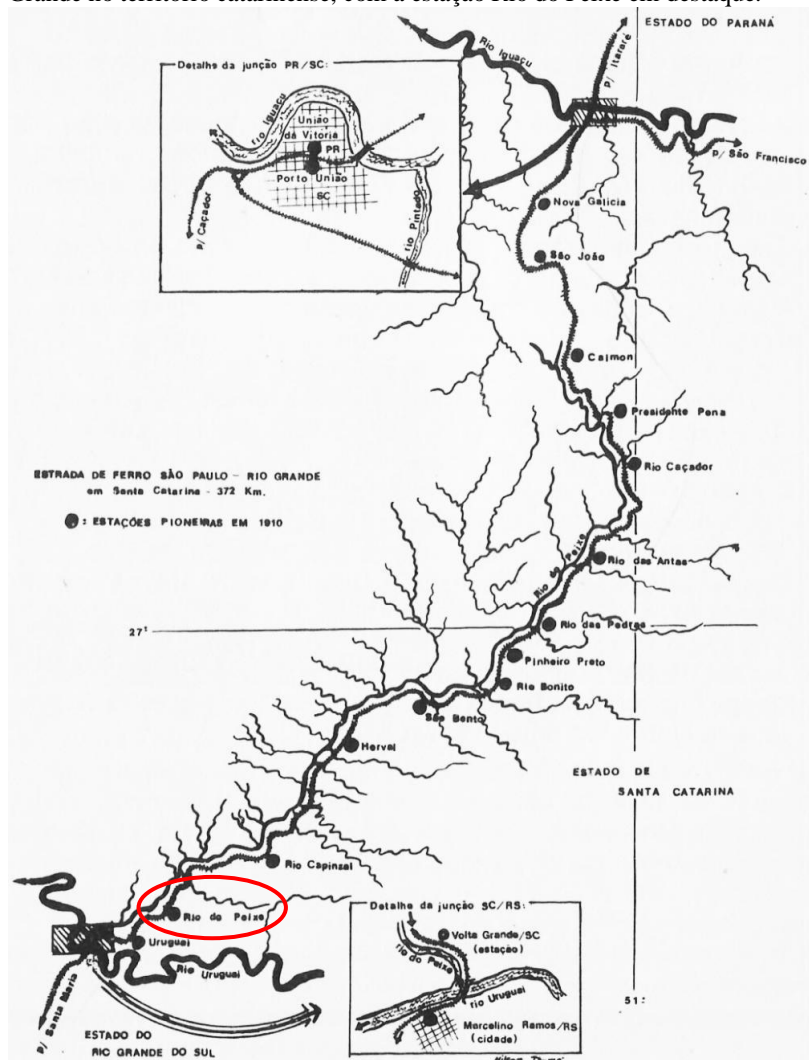 Grande no território catarinense, com a estação Rio do Peixe em destaque.
ESTADO DO PARANÁ
Rio Iguaçu
P/ Itararé
P/ São Francisco
Detalhe da junção PR/SC:
rio Iguaçu
União
da Vitoria
PR
Porto União
SC
P/ Caçador
rio Pintado
Nova Galicia
São João
Calmon
Presidente Pena
Rio Caçador
ESTRADA DE FERRO SÃO PAULO - RIO GRANDE
em Santa Catarina - 372 Km.
: ESTAÇÕES PIONEIRAS EM 1910
Rio do Peixe
Rio das Antas
27°
Rio das Pedras
Pinheiro Preto
Rio Bonito
São Bento
Herval
ESTADO DE
SANTA CATARINA
Rio Capinzal
Rio do Peixe
Uruguai
Rio Uruguai
P/ Santa Maria
ESTADO DO
RIO GRANDE DO SUL
Detalhe da junção SC/RS:
Volta Grande/SC
(estação)
rio do Peixe
rio Uruguai
Marcelino Ramos/RS
(cidade)
51°